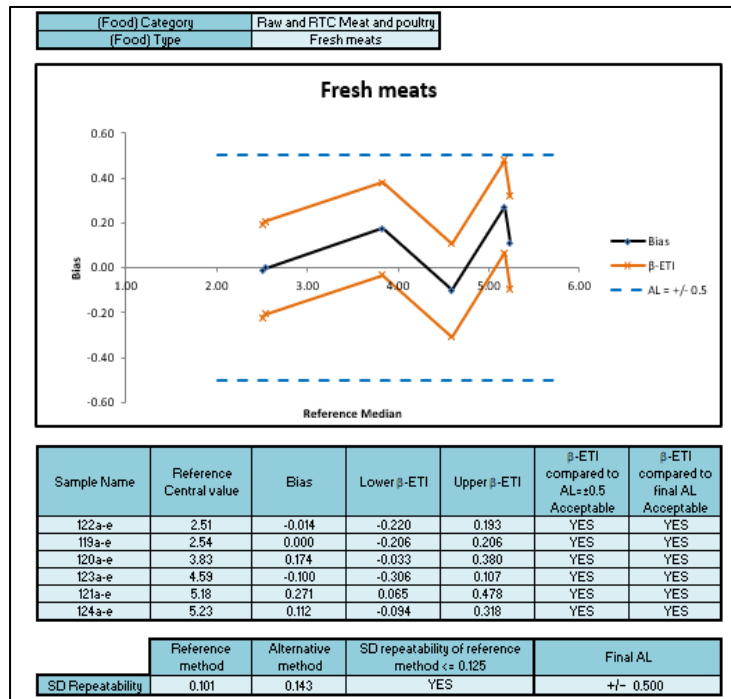 (Food) Category Raw and RTC Meat and poultry
(Food) Type Fresh meats
Fresh meats
0.60
0.40
0.20
0.00
-0.20
-0.40
-0.60
Bias
1.00 2.00 3.00 4.00 5.00 6.00
Reference Median
Bias
β-ETI
AL = +/- 0.5
Sample Name Reference Central value Bias Lower β-ETI Upper β-ETI β-ETI compared to AL=±0.5 Acceptable β-ETI compared to final AL Acceptable
122a-e 2.51 -0.014 -0.220 0.193 YES YES
119a-e 2.54 0.000 -0.206 0.206 YES YES
120a-e 3.83 0.174 -0.033 0.380 YES YES
123a-e 4.59 -0.100 -0.306 0.107 YES YES
121a-e 5.18 0.271 0.065 0.478 YES YES
124a-e 5.23 0.112 -0.094 0.318 YES YES
Reference method Alternative method SD repeatability of reference method <= 0.125 Final AL
SD Repeatability 0.101 0.143 YES +/- 0.500